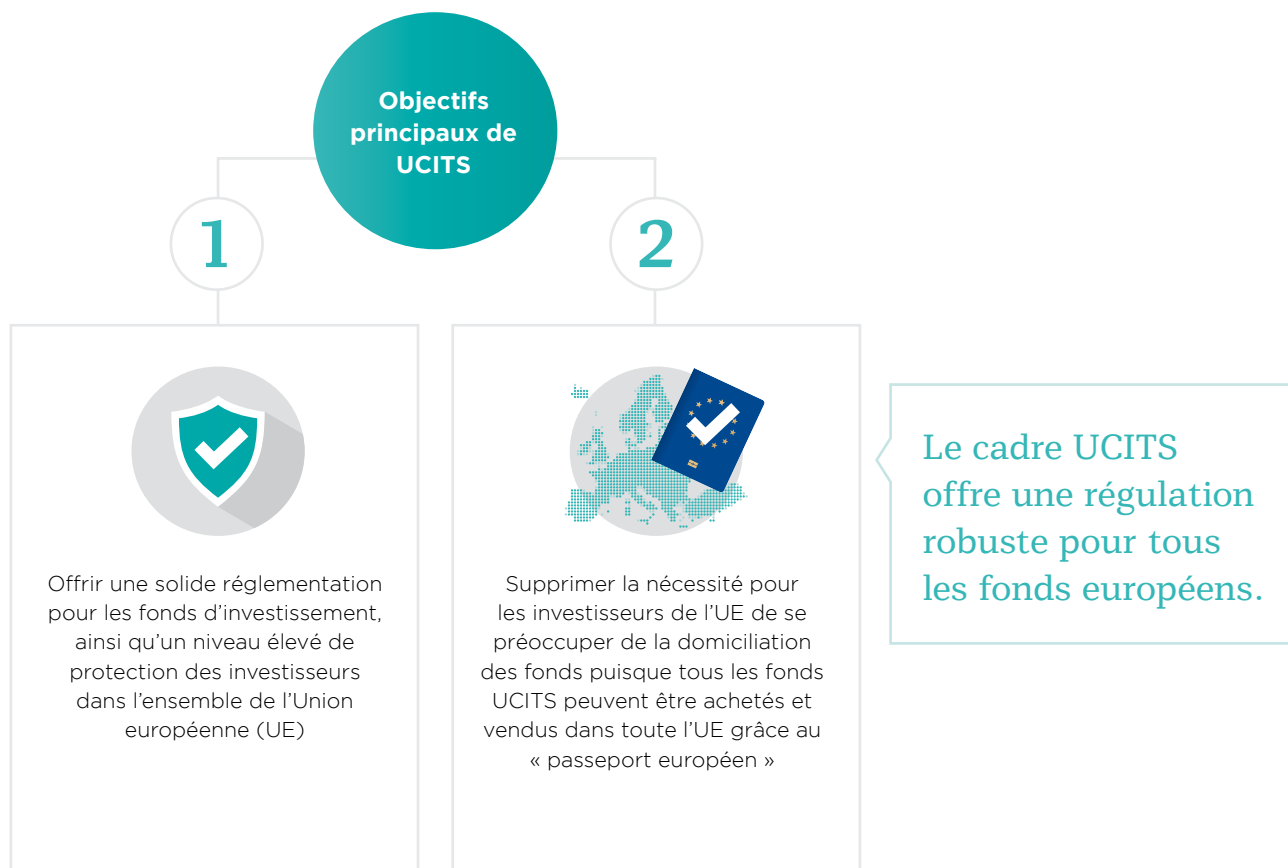 Objectifs
principaux de
UCITS
1
2
Offrir une solide réglementation
pour les fonds d'investissement,
ainsi qu'un niveau élevé de
protection des investisseurs
dans l'ensemble de l'Union
européenne (UE)
Supprimer la nécessité pour
les investisseurs de l'UE de se
préoccuper de la domiciliation
des fonds puisque tous les fonds
UCITS peuvent être achetés et
vendus dans toute l'UE grâce au
« passeport européen »
Le cadre UCITS
offre une régulation
robuste pour tous
les fonds européens.